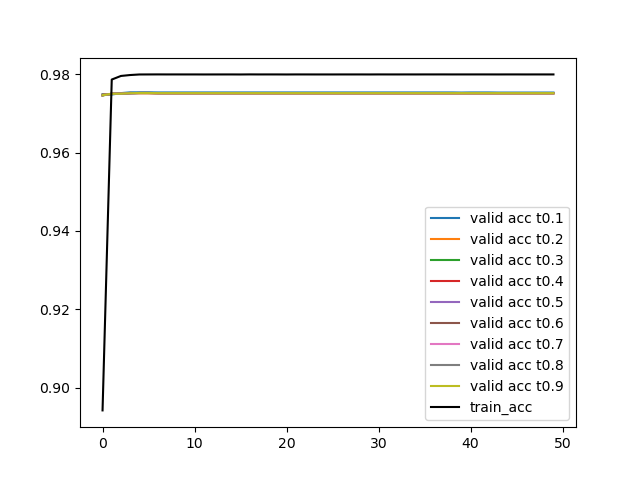 0.98
0.96
0.94
0.92
0.90
0 10 20 30 40 50
valid acc t0.1
valid acc t0.2
valid acc t0.3
valid acc t0.4
valid acc t0.5
valid acc t0.6
valid acc t0.7
valid acc t0.8
valid acc t0.9
train_acc